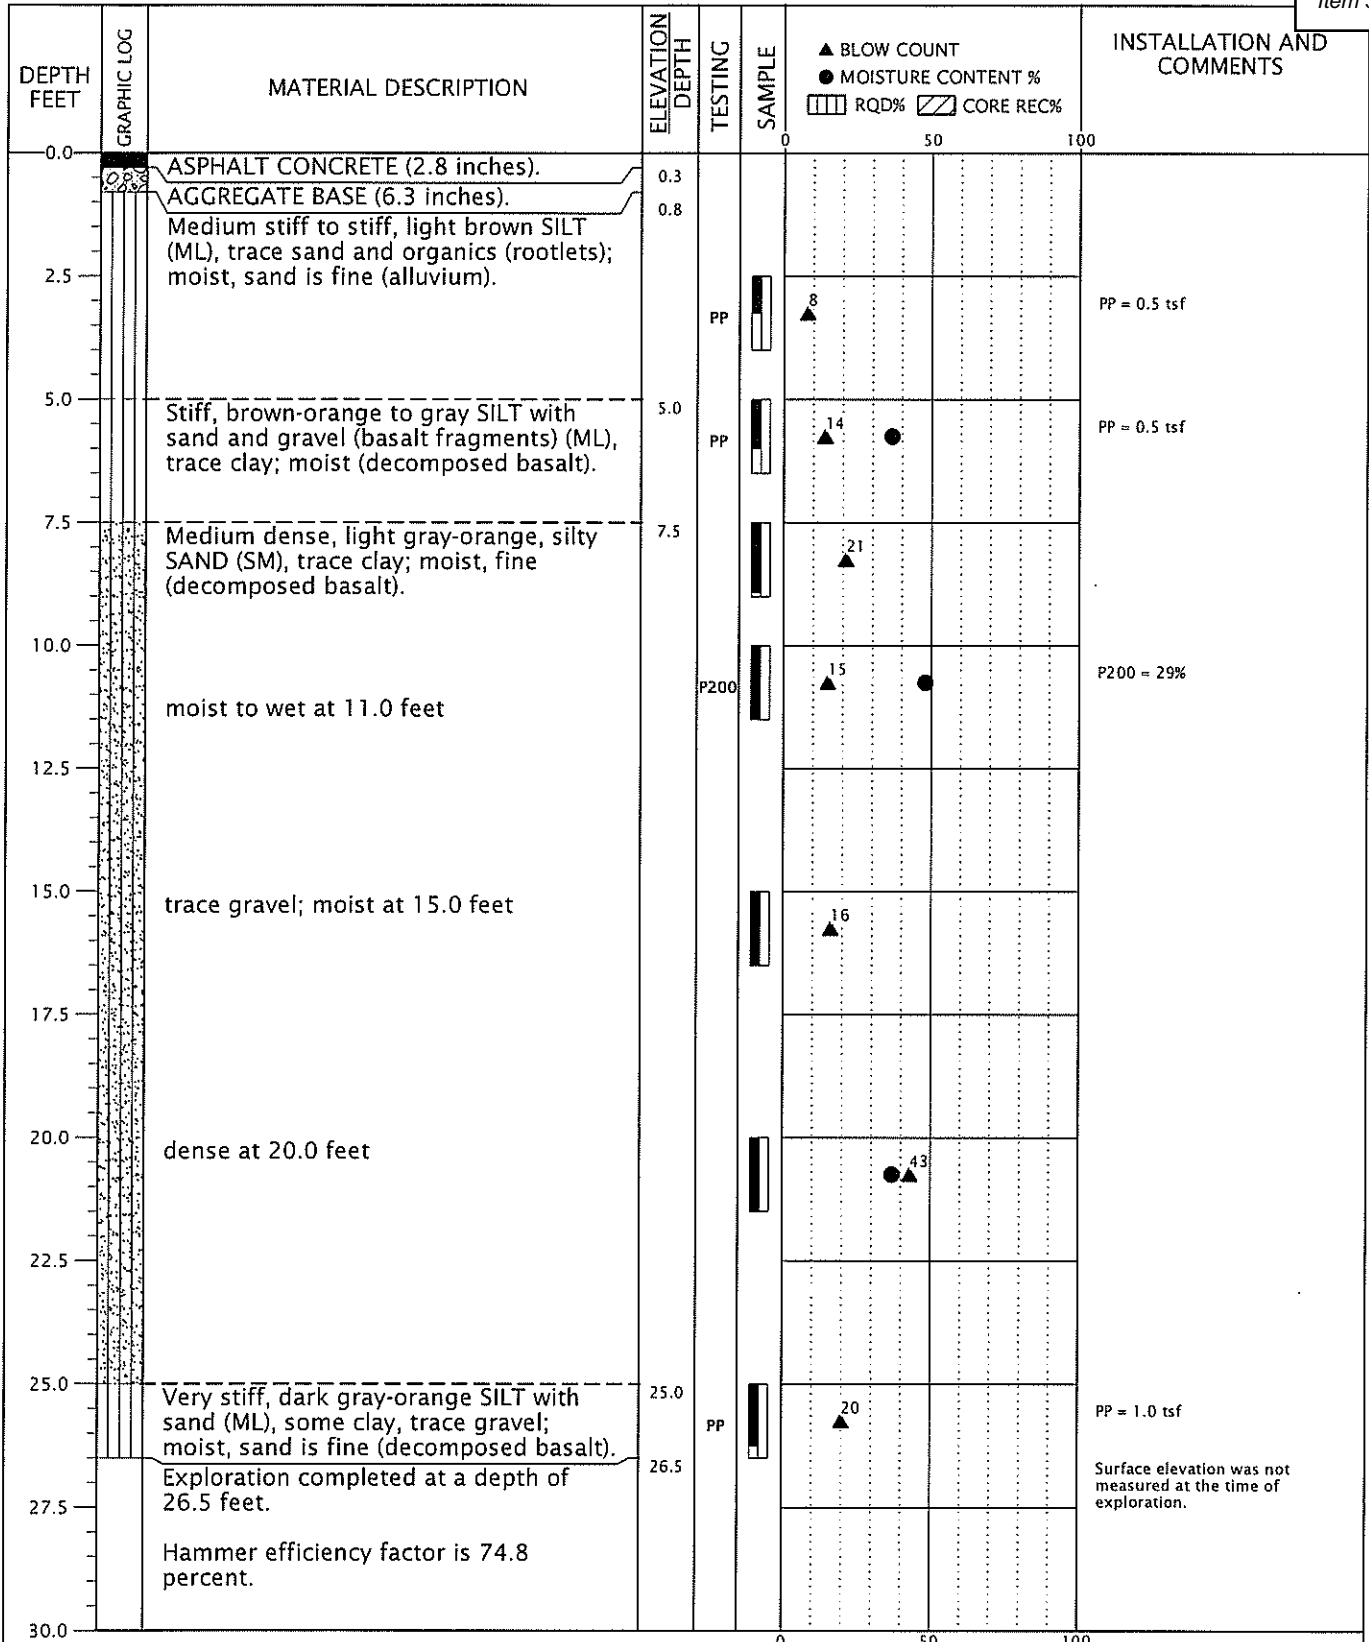 Item
DEPTH
FEET
GRAPHIC LOG
MATERIAL DESCRIPTION
ELEVATION
DEPTH
TESTING
SAMPLE
▲ BLOW COUNT
● MOISTURE CONTENT %
RQD% CORE REC%
INSTALLATION AND
COMMENTS
0 50 100
0.0
ASPHALT CONCRETE (2.8 inches).
0.3
AGGREGATE BASE (6.3 inches).
0.8
Medium stiff to stiff, light brown SILT
(ML), trace sand and organics (rootlets);
moist, sand is fine (alluvium).
2.5
PP
8
PP = 0.5 tsf
5.0
Stiff, brown-orange to gray SILT with
sand and gravel (basalt fragments) (ML),
trace clay; moist (decomposed basalt).
5.0
PP
14
PP = 0.5 tsf
7.5
Medium dense, light gray-orange, silty
SAND (SM), trace clay; moist, fine
(decomposed basalt).
7.5
21
10.0
P200
15
P200 = 29%
moist to wet at 11.0 feet
12.5
15.0
trace gravel; moist at 15.0 feet
16
17.5
20.0
dense at 20.0 feet
43
22.5
25.0
Very stiff, dark gray-orange SILT with
sand (ML), some clay, trace gravel;
moist, sand is fine (decomposed basalt).
25.0
PP
20
PP = 1.0 tsf
26.5
Exploration completed at a depth of
26.5 feet.
Surface elevation was not
measured at the time of
exploration.
27.5
Hammer efficiency factor is 74.8
percent.
30.0
0 100